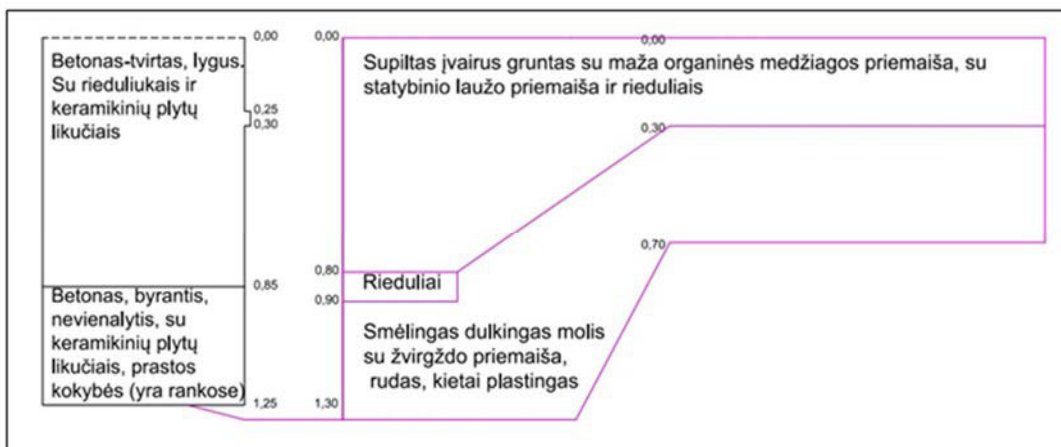 Betonas-tvirtas, lygus.
Su rieduliukais ir
keramikinių plytų
likučiais
0,00
0,25
0,30
0,85
Betonas, byrantis,
nevienalytis, su
keramikinių plytų
likučiais, prastos
kokybės (yra rankose)
1,25
0,00
Supiltas įvairus gruntas su maža organinės medžiagos priemaiša, su
statybinio laužo priemaiša ir rieduliais
0,00
0,30
0,70
0,80
Rieduliai
0,90
Smėlingas dulkingas molis
su žvirgždo priemaiša,
rudas, kietai plastingas
1,30